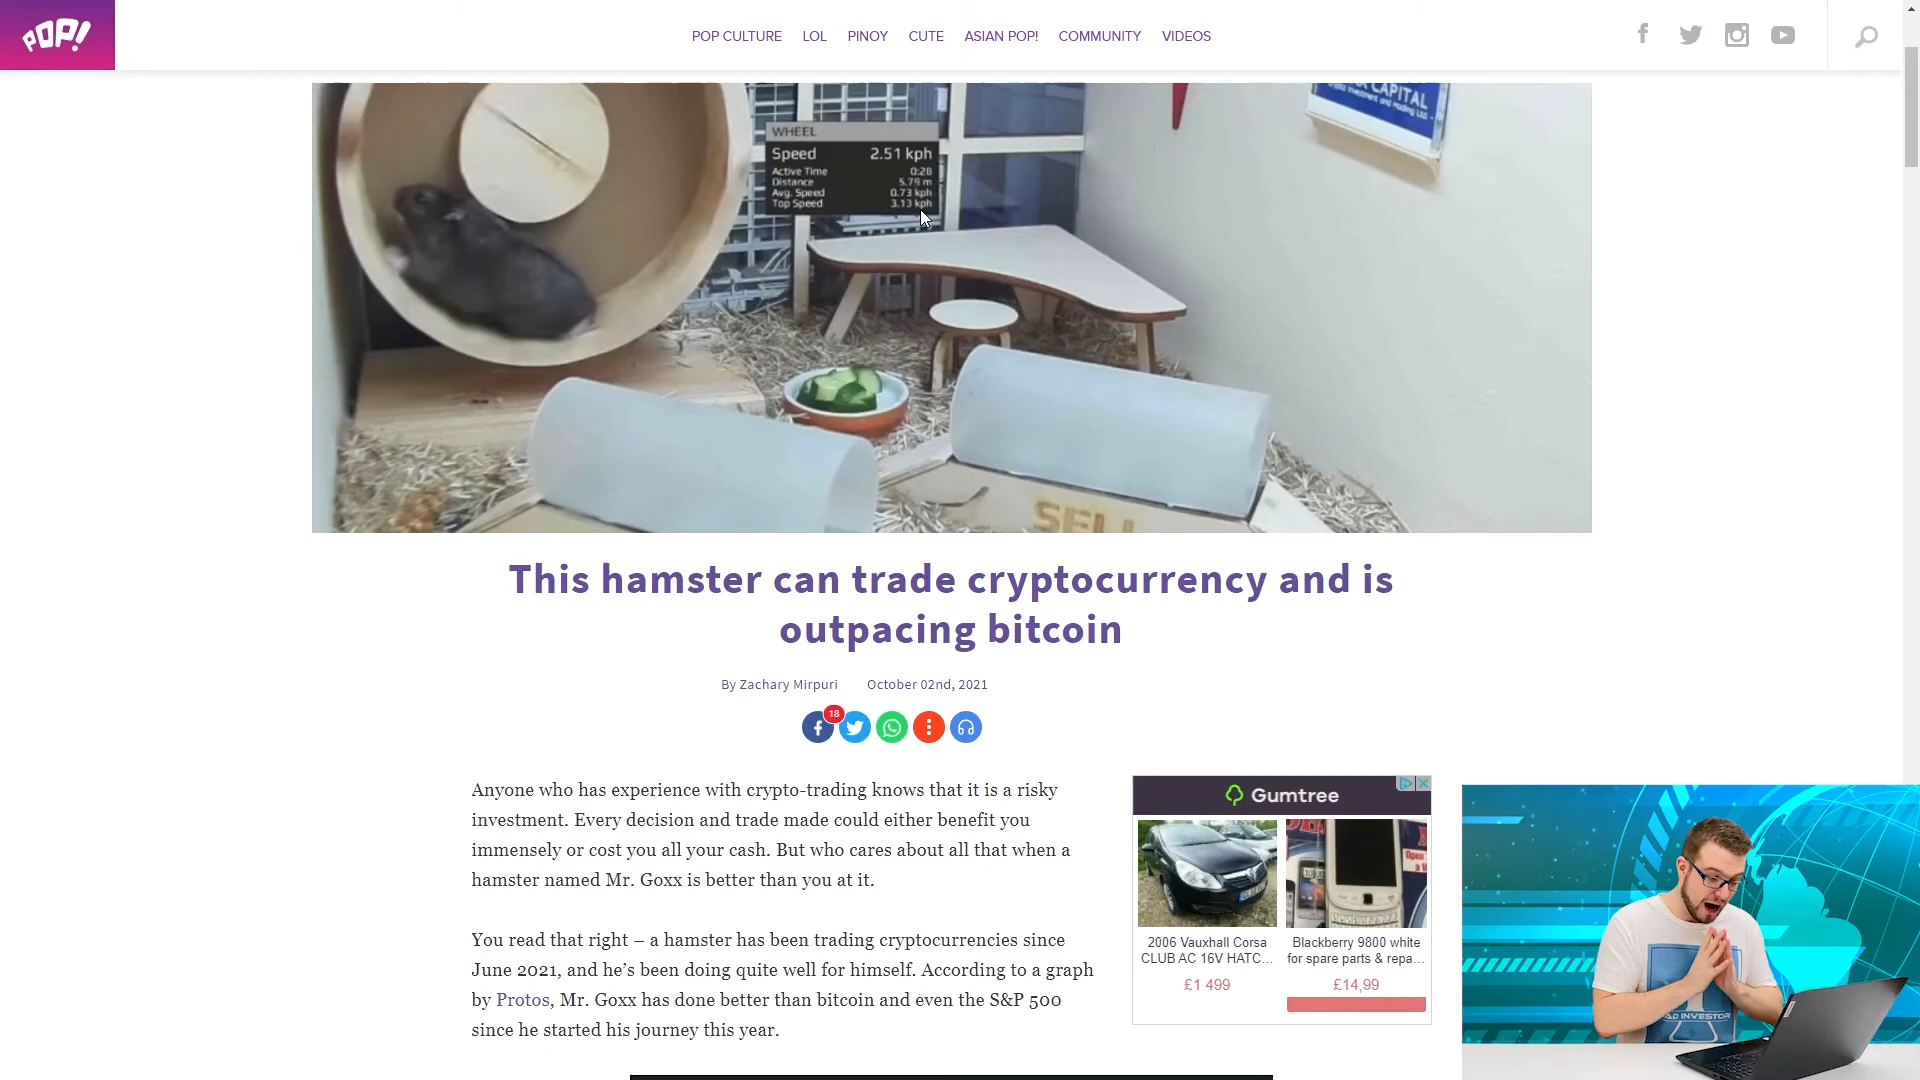 POP!
POP CULTURE LOL PINOY CUTE ASIAN POP! COMMUNITY VIDEOS
CAPITAL
WHEEL
Speed 2.51 kph
Active Time 0:28
Distance 5.79 m
Avg. Speed 0.73 kph
Top Speed 3.13 kph
SELL
This hamster can trade cryptocurrency and is
outpacing bitcoin
By Zachary Mirpuri October 02nd, 2021
18
Anyone who has experience with crypto-trading knows that it is a risky
investment. Every decision and trade made could either benefit you
immensely or cost you all your cash. But who cares about all that when a
hamster named Mr. Goxx is better than you at it.
You read that right – a hamster has been trading cryptocurrencies since
June 2021, and he’s been doing quite well for himself. According to a graph
by Protos, Mr. Goxx has done better than bitcoin and even the S&P 500
since he started his journey this year.
Gumtree
2006 Vauxhall Corsa
CLUB AC 16V HATC...
£1 499
Blackberry 9800 white
for spare parts & repa...
£14,99
AD INVESTOR